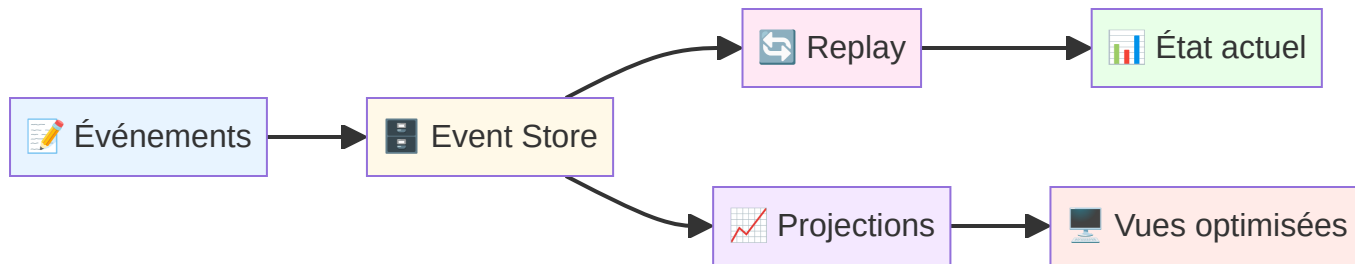 📝 Événements
🗄️ Event Store
🔄 Replay
📊 État actuel
📈 Projections
🖥️ Vues optimisées